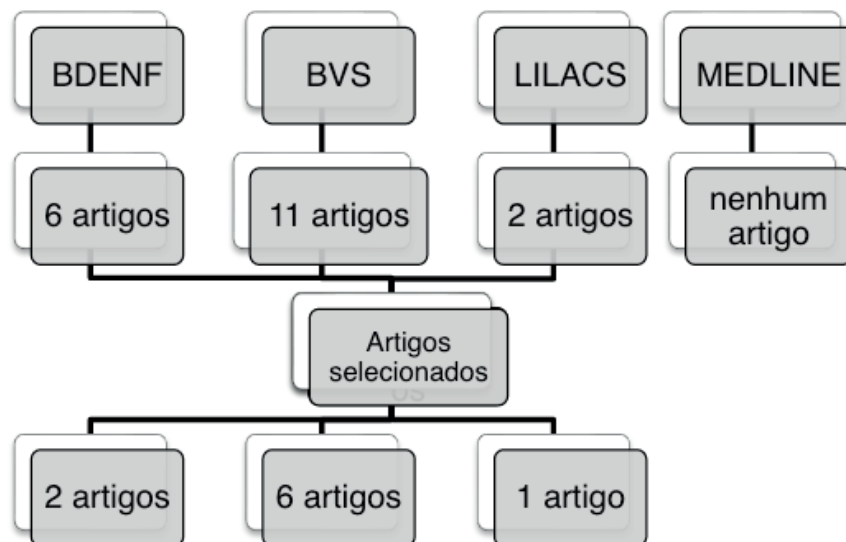 BDENF
BVS
LILACS
MEDLINE
6 artigos
11 artigos
2 artigos
nenhum
artigo
Artigos
selecionados
os
2 artigos
6 artigos
1 artigo